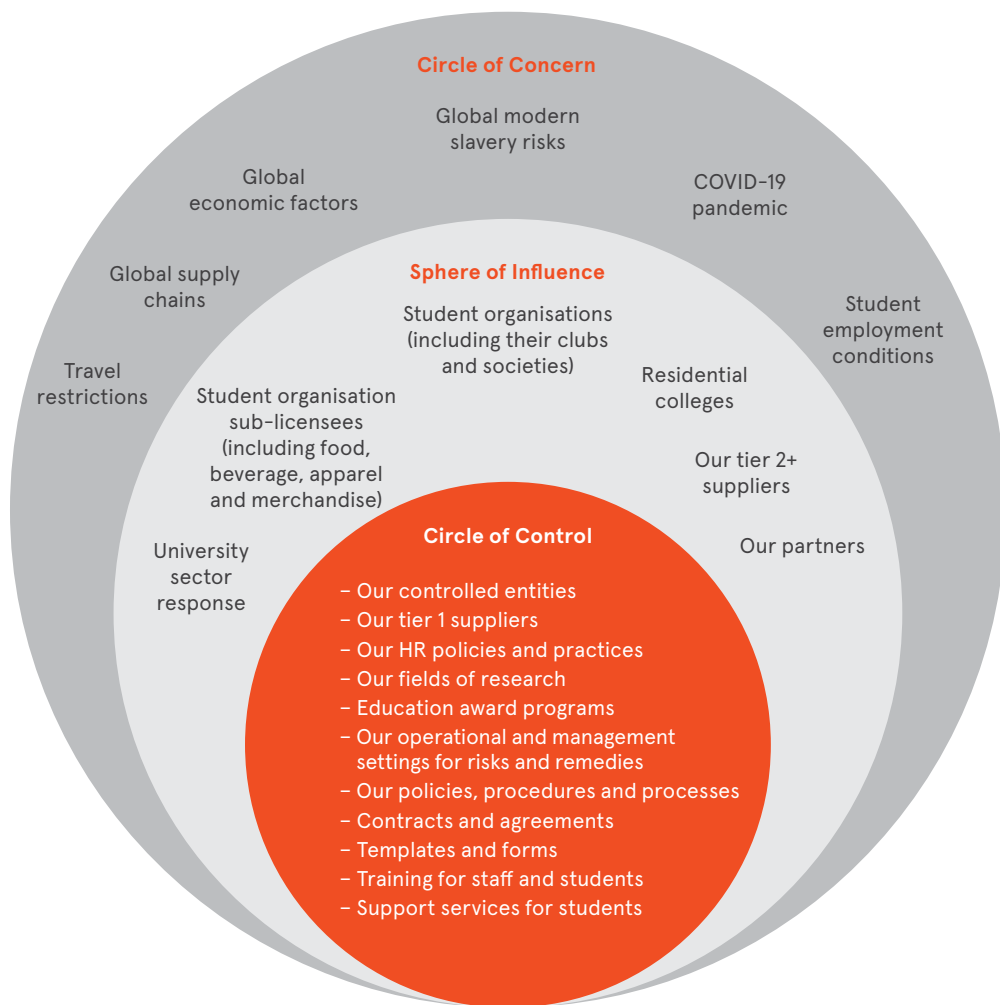 Circle of Concern
Global modern
slavery risks
Global
economic factors
COVID-19
pandemic
Global supply
chains
Student
employment
conditions
Travel
restrictions
Sphere of Influence
Student organisations
(including their clubs
and societies)
Residential
colleges
Student organisation
sub-licensees
(including food,
beverage, apparel
and merchandise)
Our tier 2+
suppliers
University
sector
response
Our partners
Circle of Control
– Our controlled entities
– Our tier 1 suppliers
– Our HR policies and practices
– Our fields of research
– Education award programs
– Our operational and management
settings for risks and remedies
– Our policies, procedures and processes
– Contracts and agreements
– Templates and forms
– Training for staff and students
– Support services for students